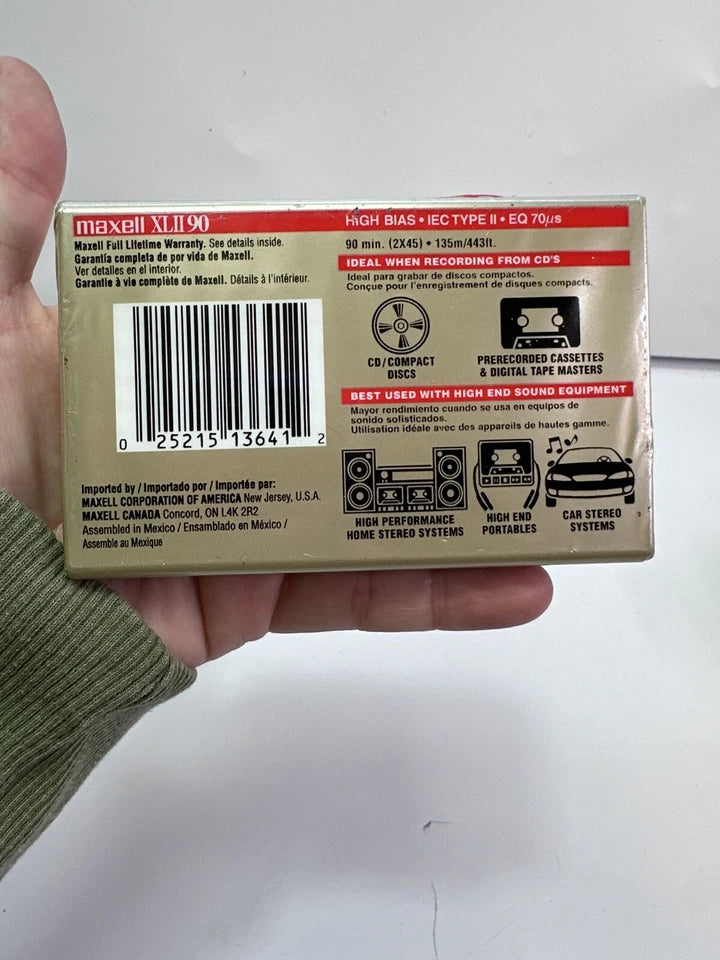 maxell XLII 90
HIGH BIAS • IEC TYPE II • EQ 70µs
Maxell Full Lifetime Warranty. See details inside.
Garantía completa de por vida de Maxell.
Ver detalles en el interior.
Garantie à vie complète de Maxell. Détails à l'intérieur.
90 min. (2X45) • 135m/443ft.
IDEAL WHEN RECORDING FROM CD'S
Ideal para grabar de discos compactos.
Conçue pour l'enregistrement de disques compacts.
CD/COMPACT
DISCS
PRERECORDED CASSETTES
& DIGITAL TAPE MASTERS
BEST USED WITH HIGH END SOUND EQUIPMENT
Mayor rendimiento cuando se usa en equipos de
sonido sofisticados.
Utilisation idéale avec des appareils de hautes gamme.
0 25215 13641 2
HIGH PERFORMANCE
HOME STEREO SYSTEMS
HIGH END
PORTABLES
CAR STEREO
SYSTEMS
Imported by / Importado por / Importée par:
MAXELL CORPORATION OF AMERICA New Jersey, U.S.A.
MAXELL CANADA Concord, ON L4K 2R2
Assembled in Mexico / Ensamblado en México /
Assemble au Mexique